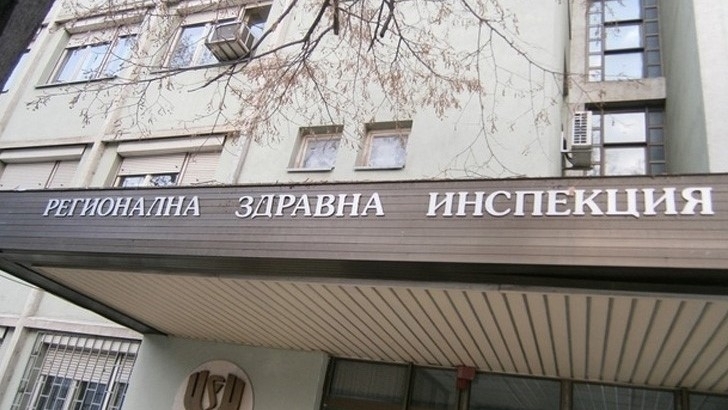 РЕГИОНАЛНА ЗДРАВНА ИНСПЕКЦИЯ